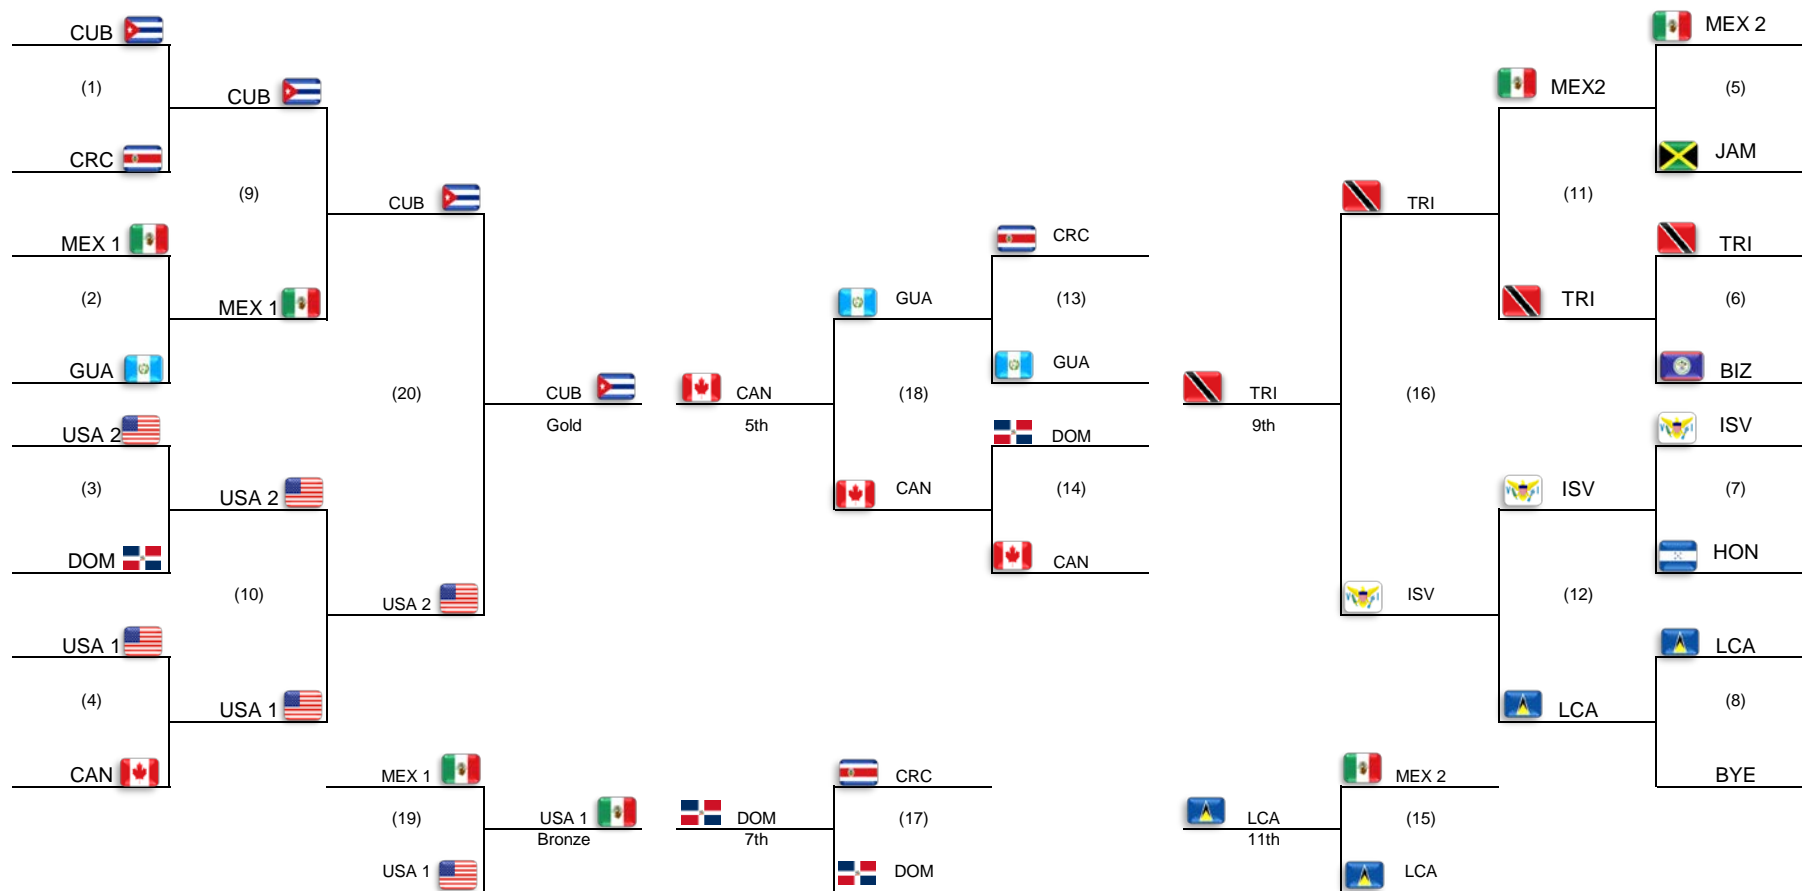 CUB
(1)
CRC
MEX 1
(2)
GUA
USA 2
(3)
DOM
USA 1
(4)
CAN
CUB
(9)
MEX 1
USA 2
(10)
USA 1
CUB
(20)
USA 2
CUB
Gold
MEX 1
(19)
USA 1
USA 1
Bronze
CAN
5th
GUA
(18)
CAN
CRC
(13)
GUA
DOM
(14)
CAN
DOM
7th
CRC
(17)
DOM
TRI
9th
TRI
(16)
ISV
MEX2
(11)
TRI
ISV
(12)
LCA
MEX 2
(5)
JAM
TRI
(6)
BIZ
ISV
(7)
HON
LCA
(8)
BYE
LCA
11th
MEX 2
(15)
LCA